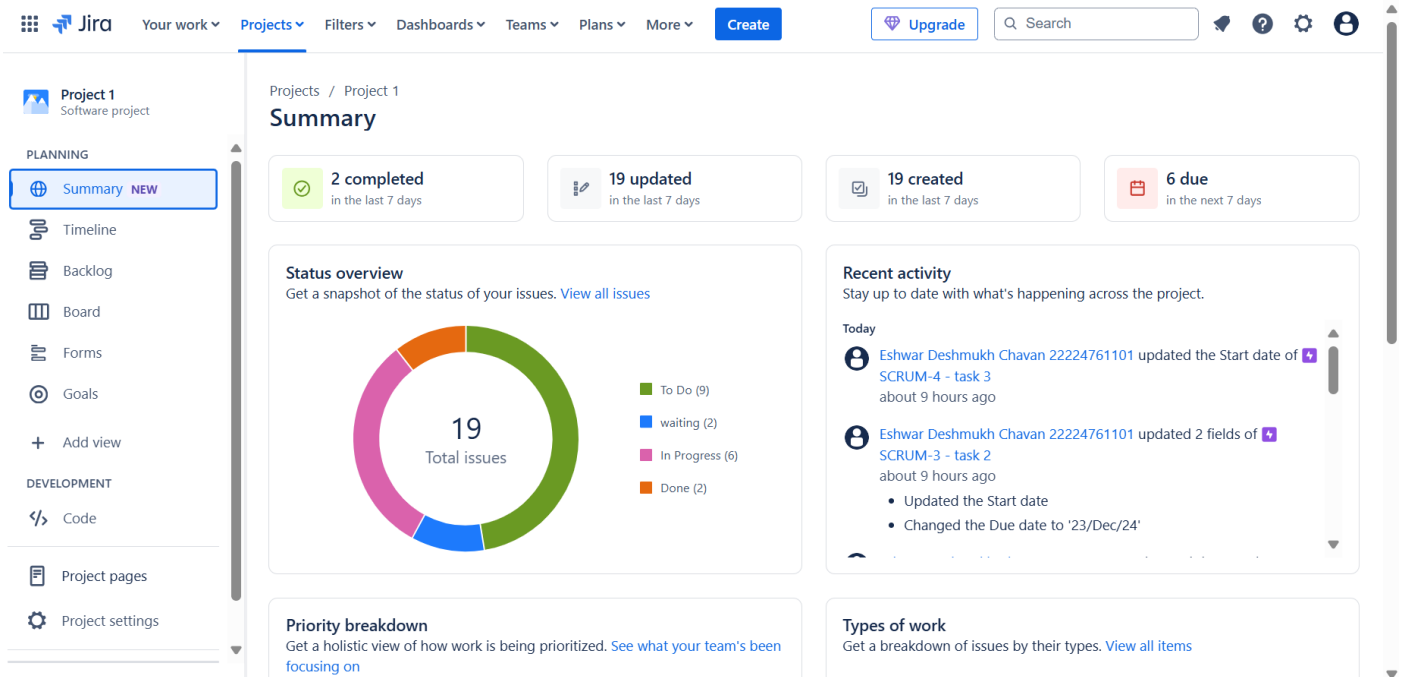 Jira
Your work
Projects
Filters
Dashboards
Teams
Plans
More
Create
Upgrade
Search
Project 1
Software project
PLANNING
Summary NEW
Timeline
Backlog
Board
Forms
Goals
Add view
DEVELOPMENT
Code
Project pages
Project settings
Projects / Project 1
Summary
2 completed
in the last 7 days
19 updated
in the last 7 days
19 created
in the last 7 days
6 due
in the next 7 days
Status overview
Get a snapshot of the status of your issues. View all issues
19
Total issues
To Do (9)
waiting (2)
In Progress (6)
Done (2)
Recent activity
Stay up to date with what's happening across the project.
Today
Eshwar Deshmukh Chavan 22224761101 updated the Start date of
SCRUM-4 - task 3
about 9 hours ago
Eshwar Deshmukh Chavan 22224761101 updated 2 fields of
SCRUM-3 - task 2
about 9 hours ago
• Updated the Start date
• Changed the Due date to '23/Dec/24'
Priority breakdown
Get a holistic view of how work is being prioritized. See what your team's been
focusing on
Types of work
Get a breakdown of issues by their types. View all items